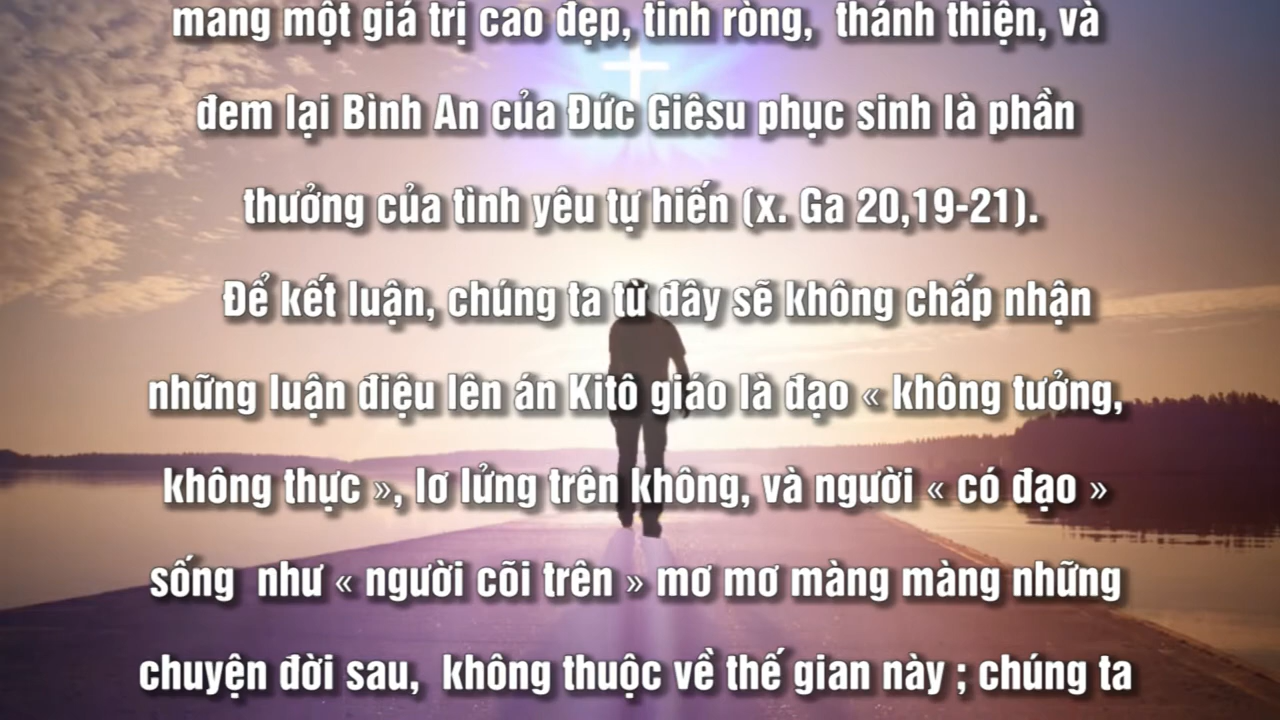 mang một giá trị cao đẹp, tinh ròng, thánh thiện, và
đem lại Bình An của Đức Giêsu phục sinh là phần
thưởng của tình yêu tự hiến (x. Ga 20,19-21).
Để kết luận, chúng ta từ đây sẽ không chấp nhận
những luận điệu lên án Kitô giáo là đạo « không tưởng,
không thực », lơ lửng trên không, và người « có đạo »
sống như « người cõi trên » mơ mơ màng màng những
chuyện đời sau, không thuộc về thế gian này ; chúng ta